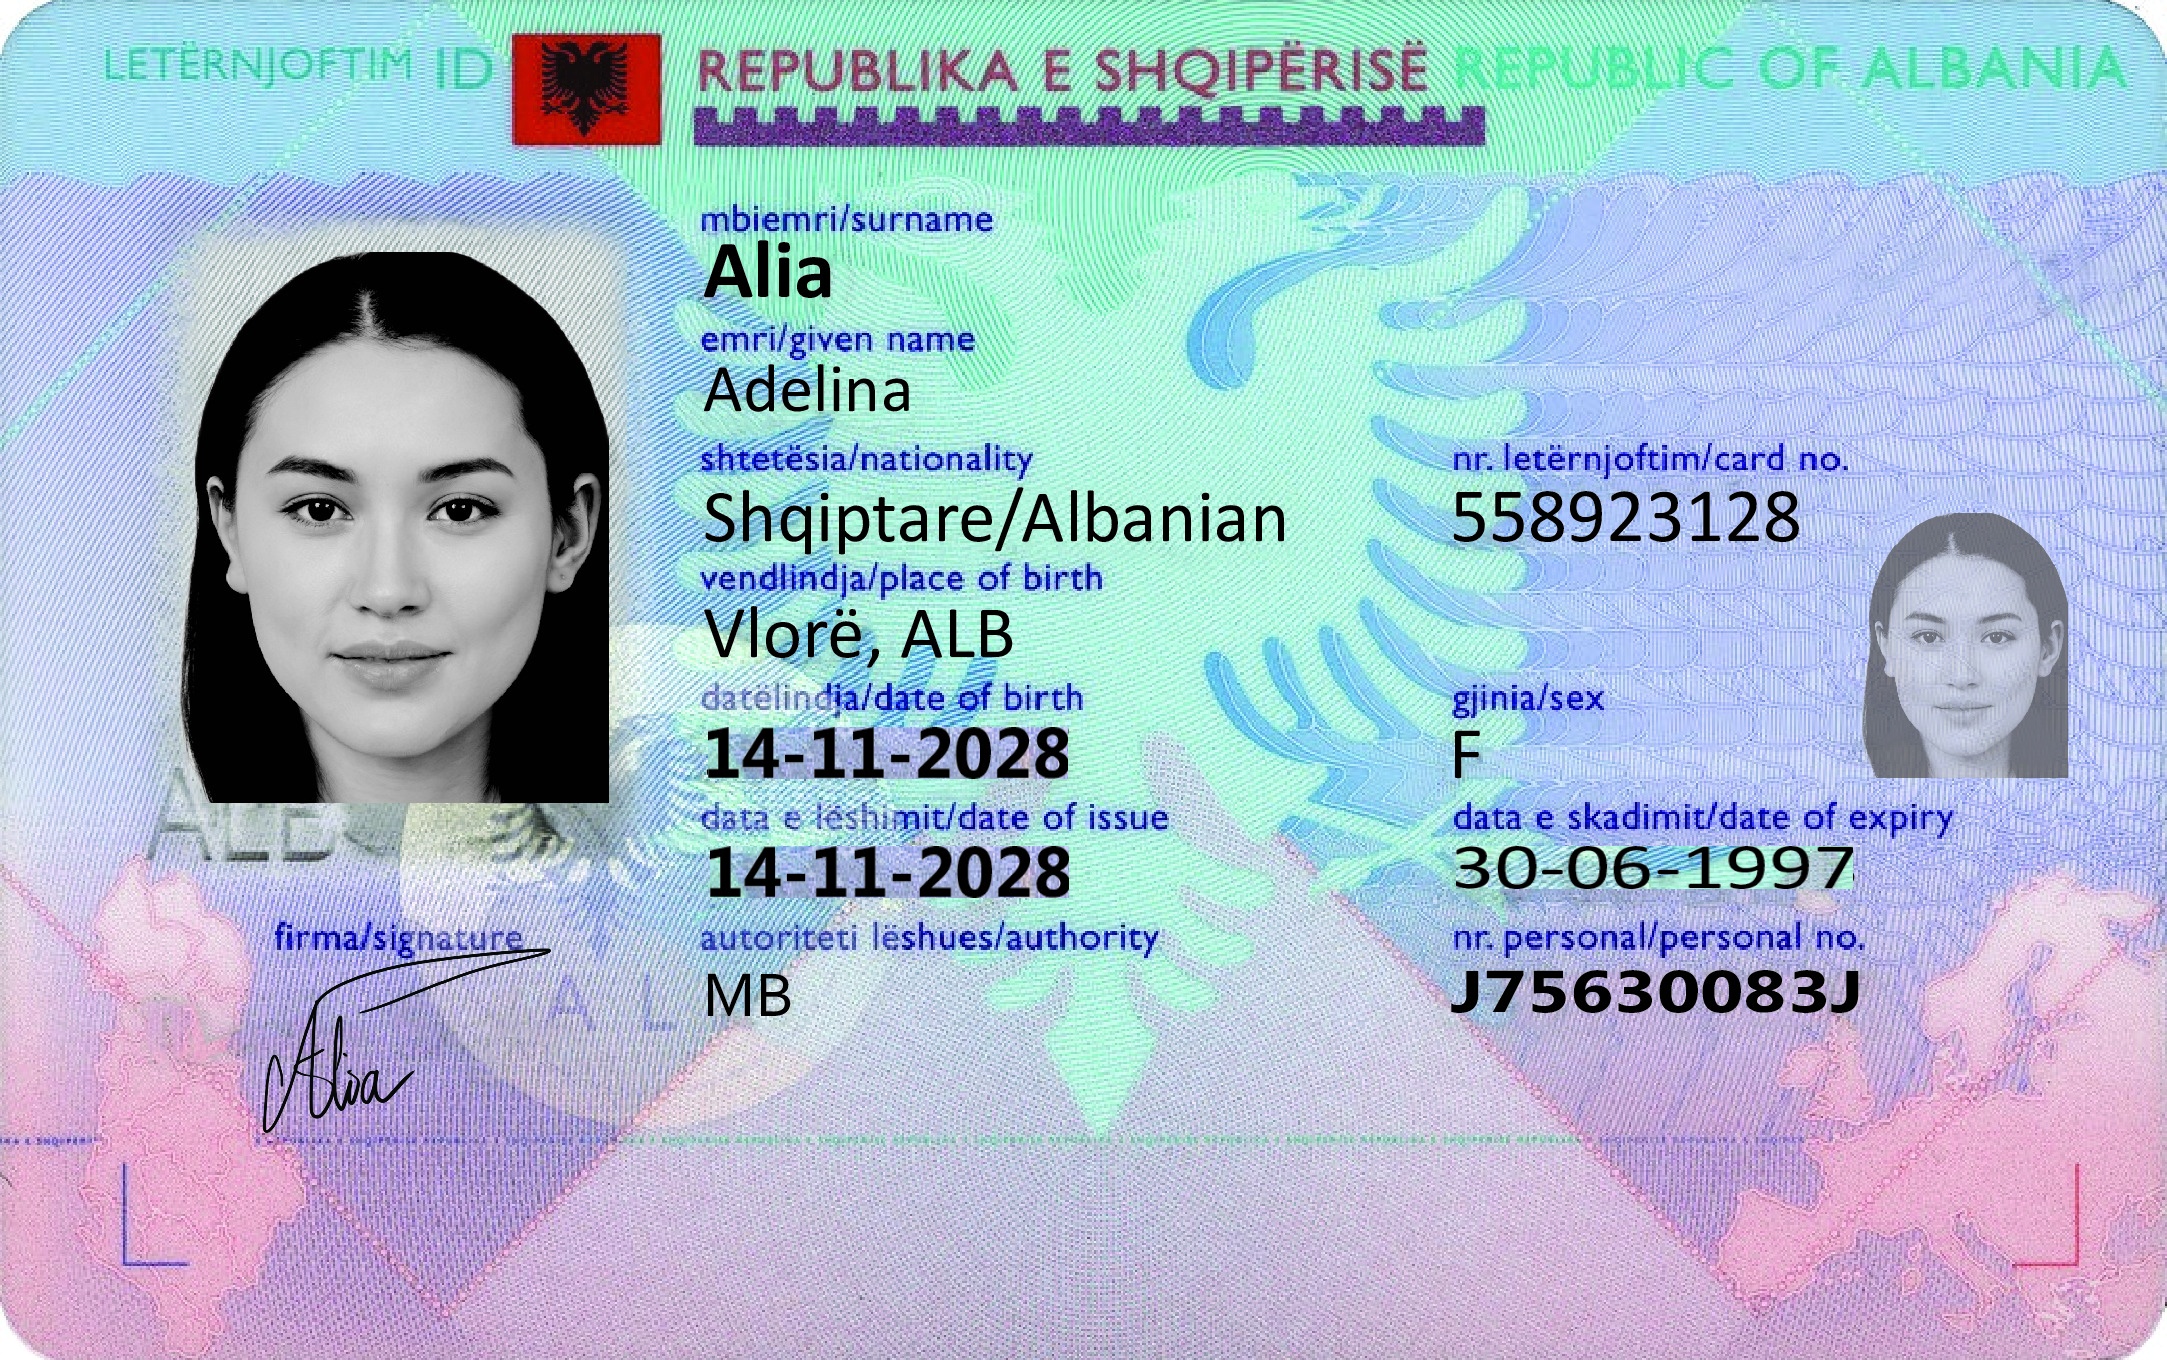 LETËRNJOFTIM ID REPUBLIKA E SHQIPËRISË REPUBLIC OF ALBANIA
mbiemri/surname
Alia
emri/given name
Adelina
shtetësia/nationality nr. letërnjoftim/card no.
Shqiptare/Albanian 558923128
vendlindja/place of birth
Vlorë, ALB
datëlindja/date of birth gjinia/sex
14-11-2028 F
ALB
data e lëshimit/date of issue data e skadimit/date of expiry
14-11-2028 30-06-1997
firma/signature autoriteti lëshues/authority nr. personal/personal no.
MB J75630083J
A L
Alia